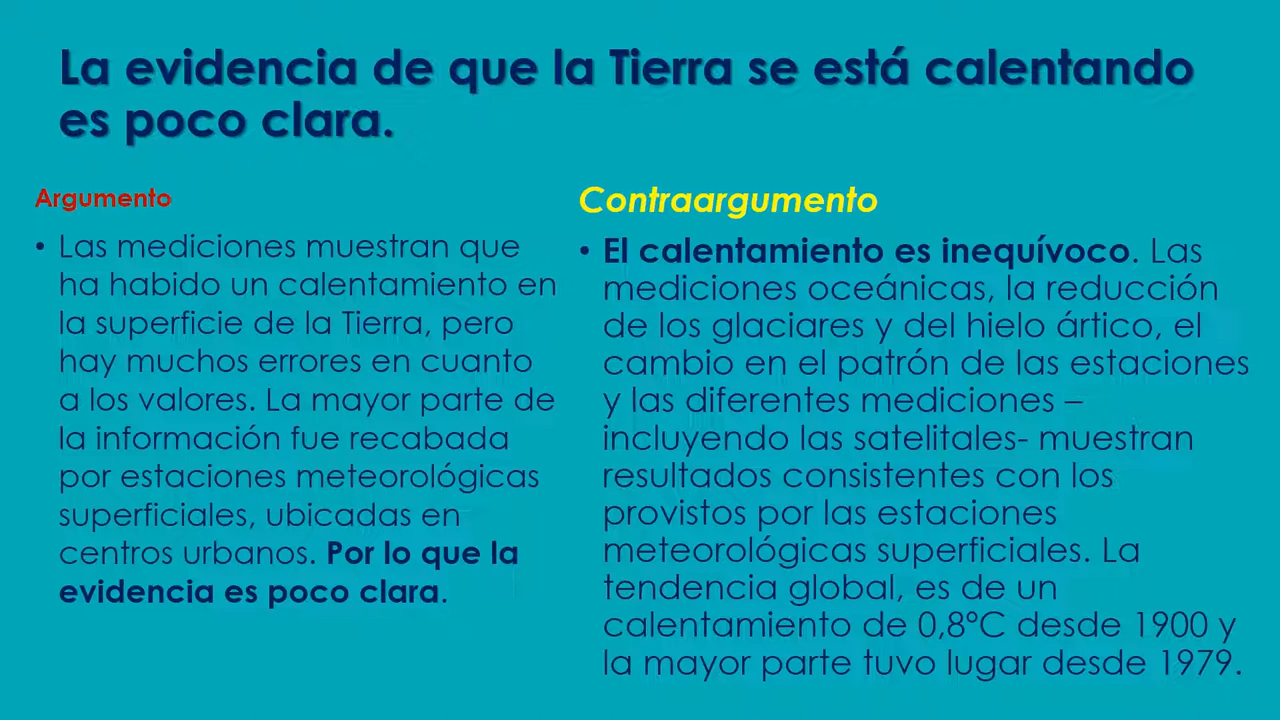 La evidencia de que la Tierra se está calentando
es poco clara.
Argumento
• Las mediciones muestran que
ha habido un calentamiento en
la superficie de la Tierra, pero
hay muchos errores en cuanto
a los valores. La mayor parte de
la información fue recabada
por estaciones meteorológicas
superficiales, ubicadas en
centros urbanos. Por lo que la
evidencia es poco clara.
Contraargumento
• El calentamiento es inequívoco. Las
mediciones oceánicas, la reducción
de los glaciares y del hielo ártico, el
cambio en el patrón de las estaciones
y las diferentes mediciones –
incluyendo las satelitales- muestran
resultados consistentes con los
provistos por las estaciones
meteorológicas superficiales. La
tendencia global, es de un
calentamiento de 0,8°C desde 1900 y
la mayor parte tuvo lugar desde 1979.